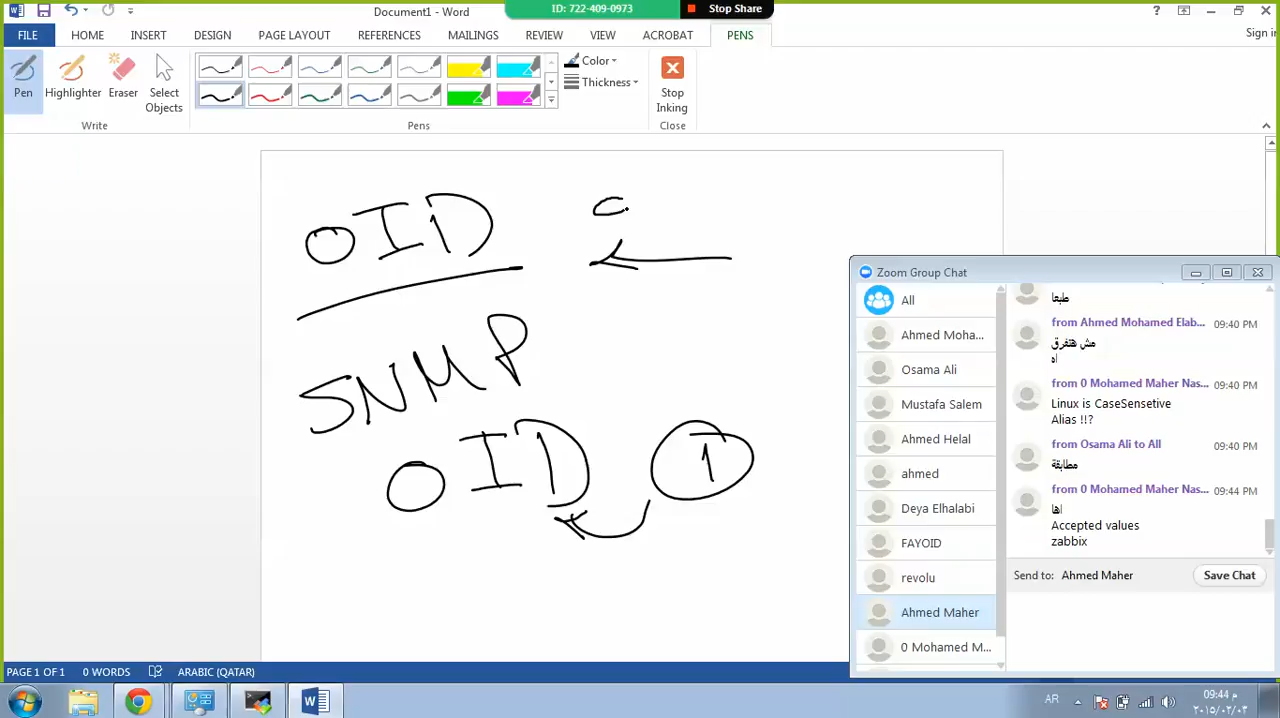 Document1 - Word
ID: 722-409-0973
Stop Share
FILE HOME INSERT DESIGN PAGE LAYOUT REFERENCES MAILINGS REVIEW VIEW ACROBAT PENS
Sign in
Pen Highlighter Eraser Select Objects
Color
Thickness
Stop Inking
Write Pens Close
OID
SNMP
OID
T
Zoom Group Chat
All
Ahmed Moha...
Osama Ali
Mustafa Salem
Ahmed Helal
ahmed
Deya Elhalabi
FAYOID
revolu
Ahmed Maher
0 Mohamed M...
طبعا
from Ahmed Mohamed Elab... 09:40 PM
مش هتفرق
اه
from 0 Mohamed Maher Nas... 09:40 PM
Linux is CaseSensetive
Alias !!?
from Osama Ali to All 09:40 PM
مطابقة
from 0 Mohamed Maher Nas... 09:44 PM
اها
Accepted values
zabbix
Send to: Ahmed Maher
Save Chat
PAGE 1 OF 1 0 WORDS ARABIC (QATAR)
AR
09:44 م
٢٠١٥/٠٢/٠٣